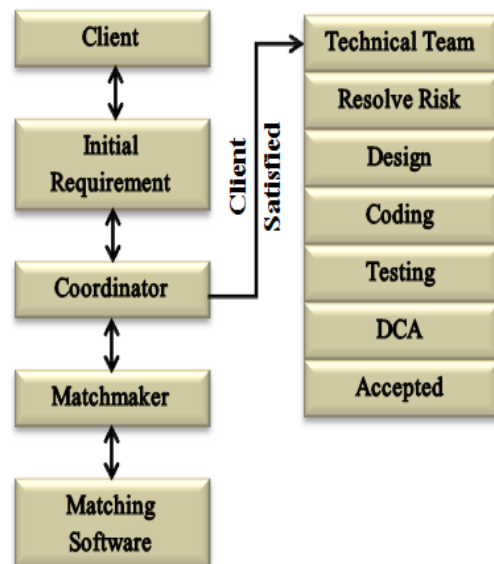 Client
Initial
Requirement
Coordinator
Matchmaker
Matching
Software
Client
Satisfied
Technical Team
Resolve Risk
Design
Coding
Testing
DCA
Accepted